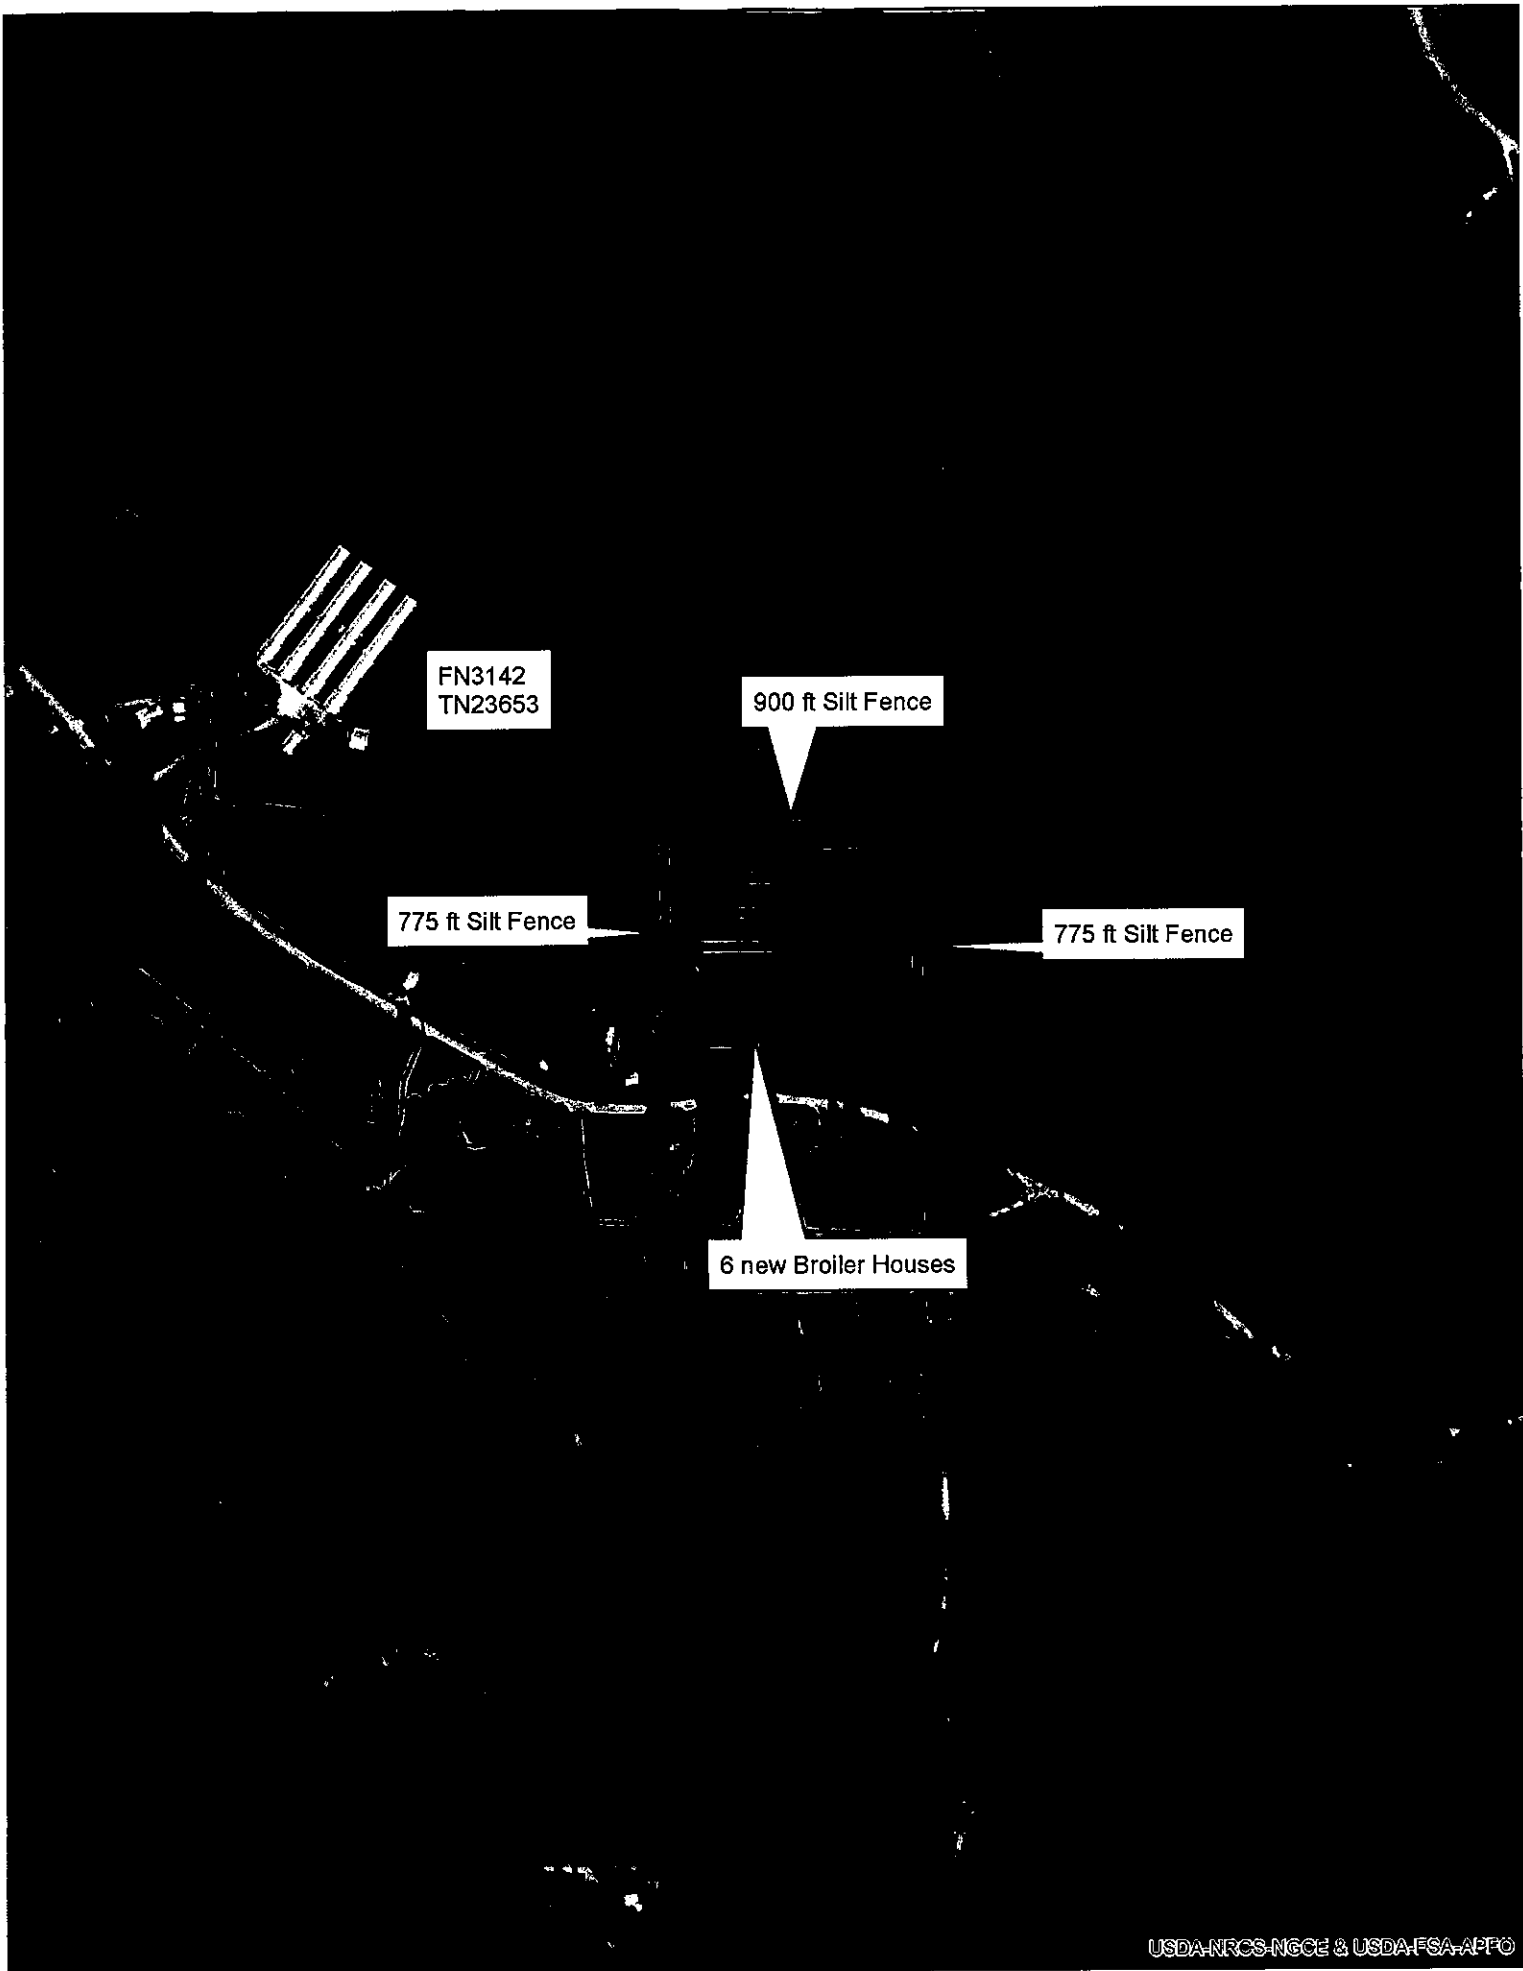 FN3142
TN23653
900 ft Silt Fence
775 ft Silt Fence
775 ft Silt Fence
6 new Broiler Houses
USDA-NRCS-NGCE & USDA-FSA-APFO